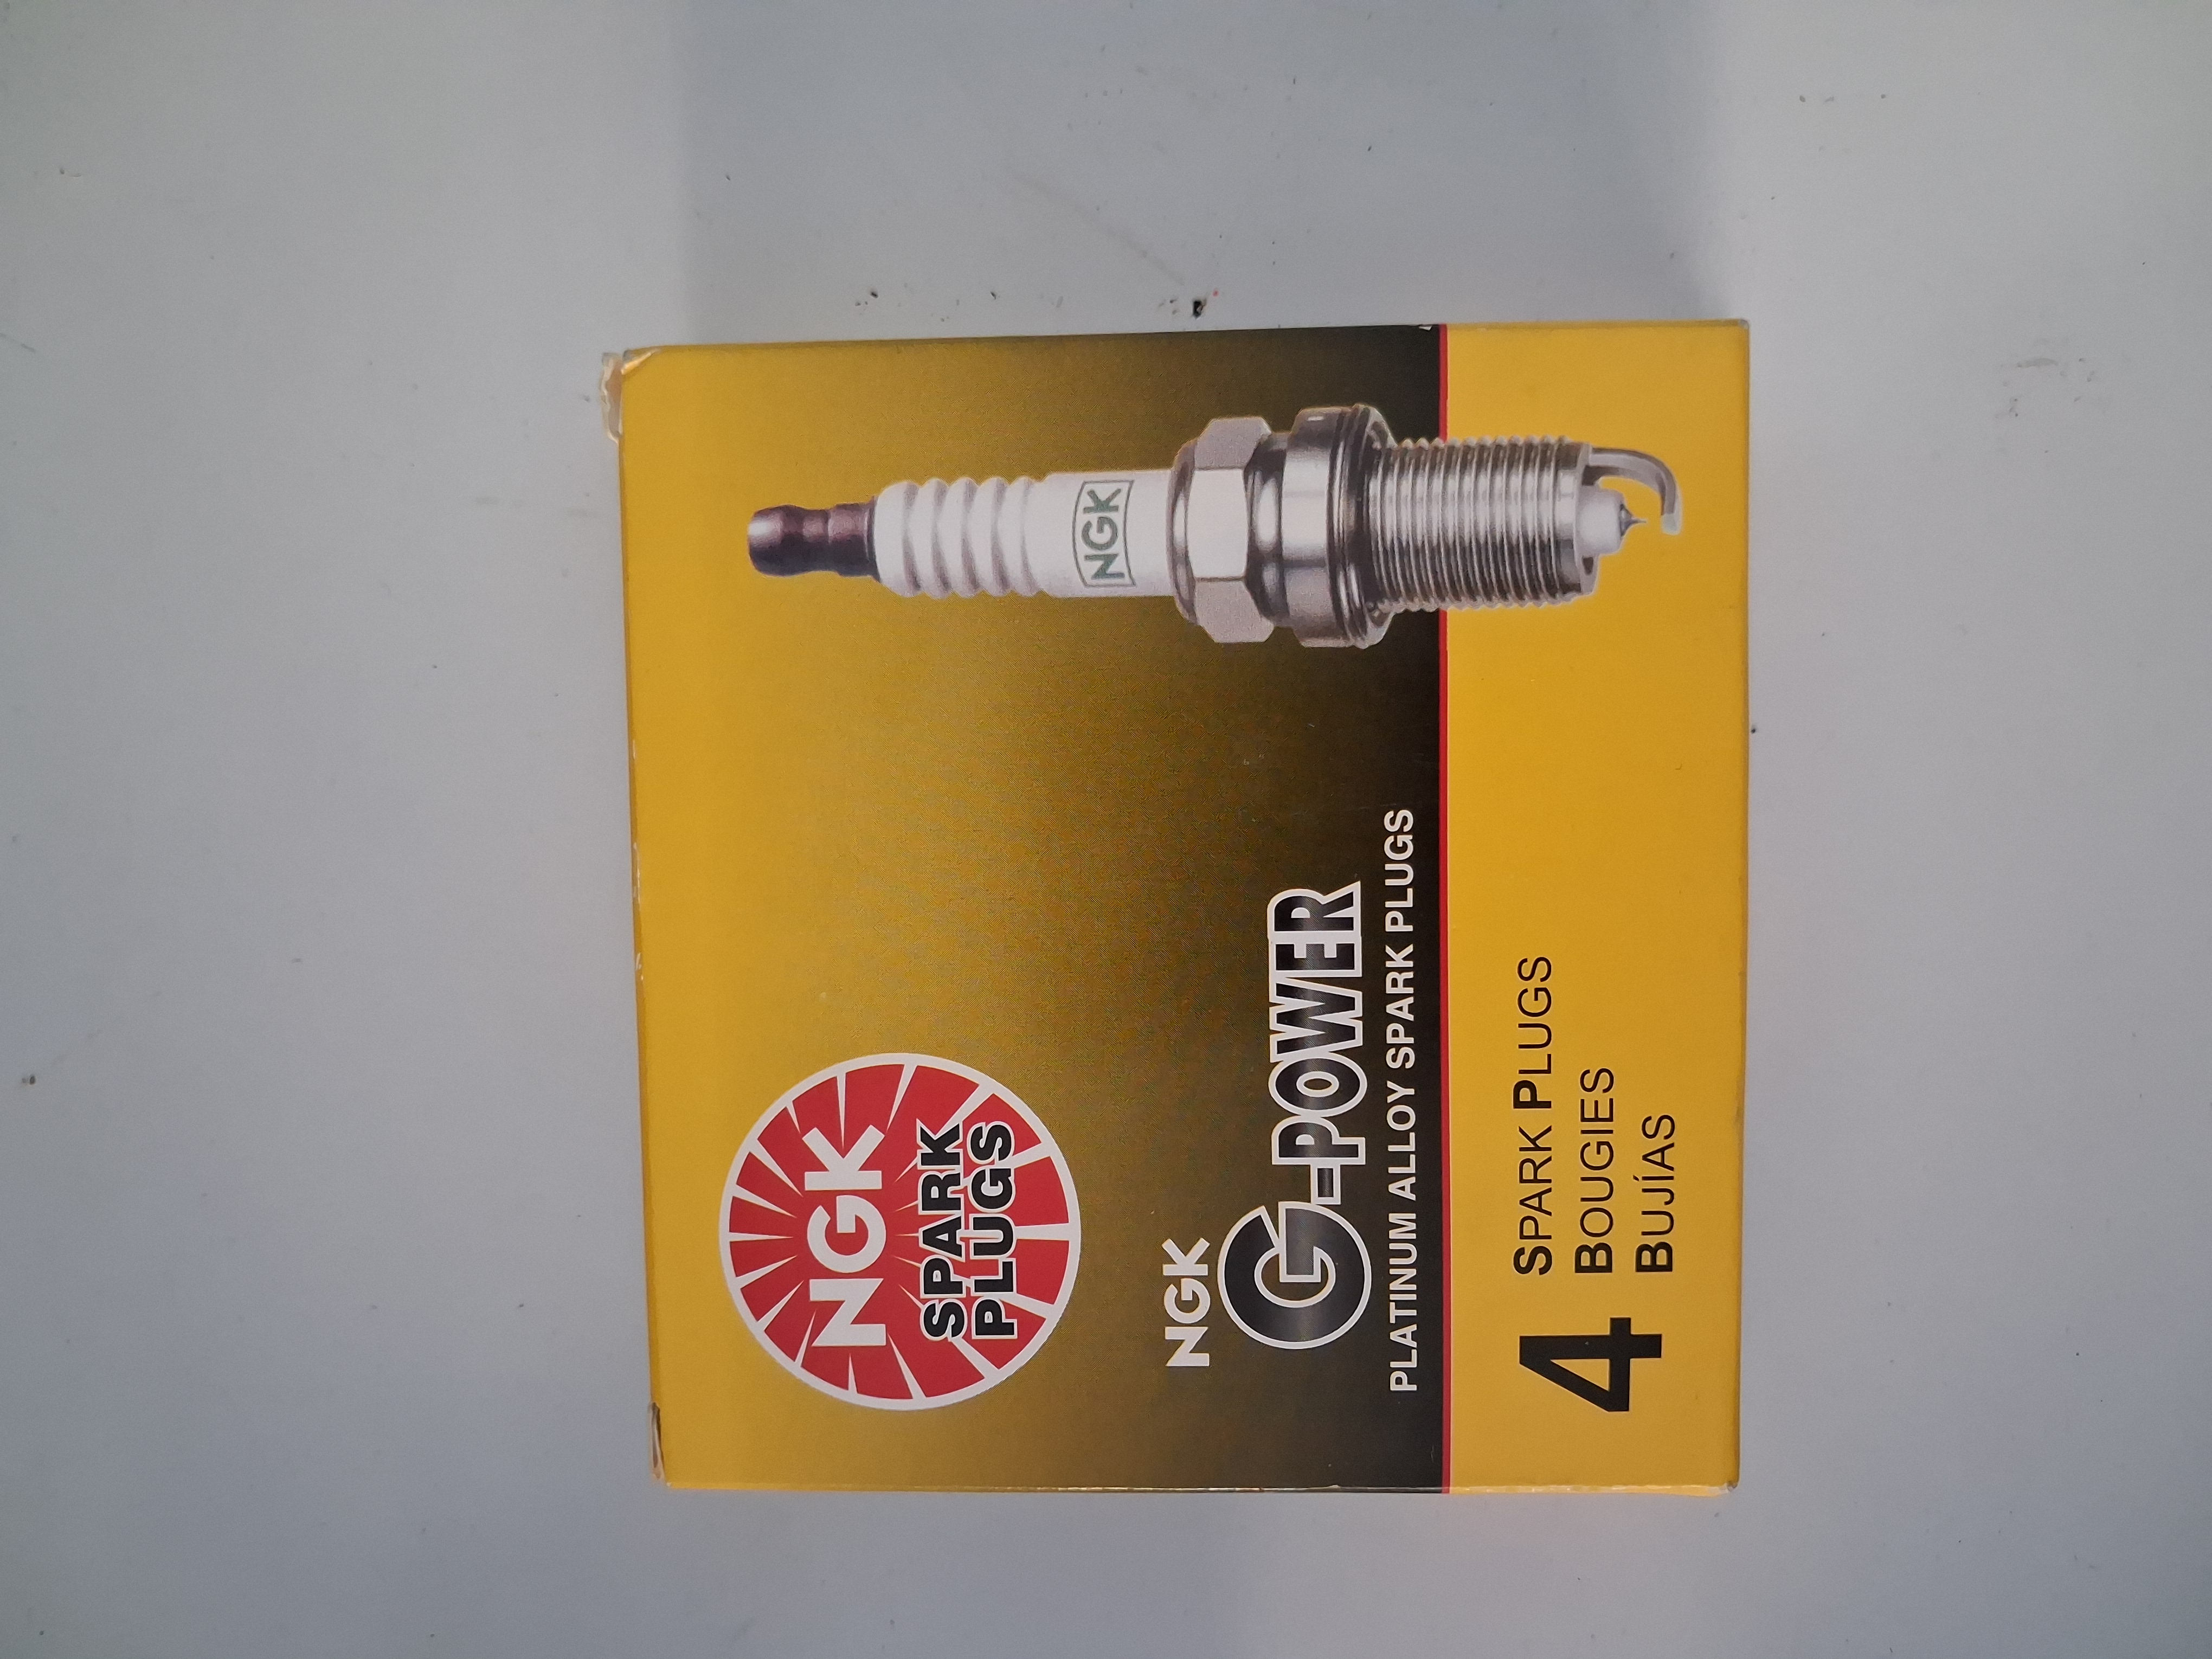 NGK
SPARK
PLUGS
NGK
G-POWER
PLATINUM ALLOY SPARK PLUGS
NGK
4
SPARK PLUGS
BOUGIES
BUJÍAS